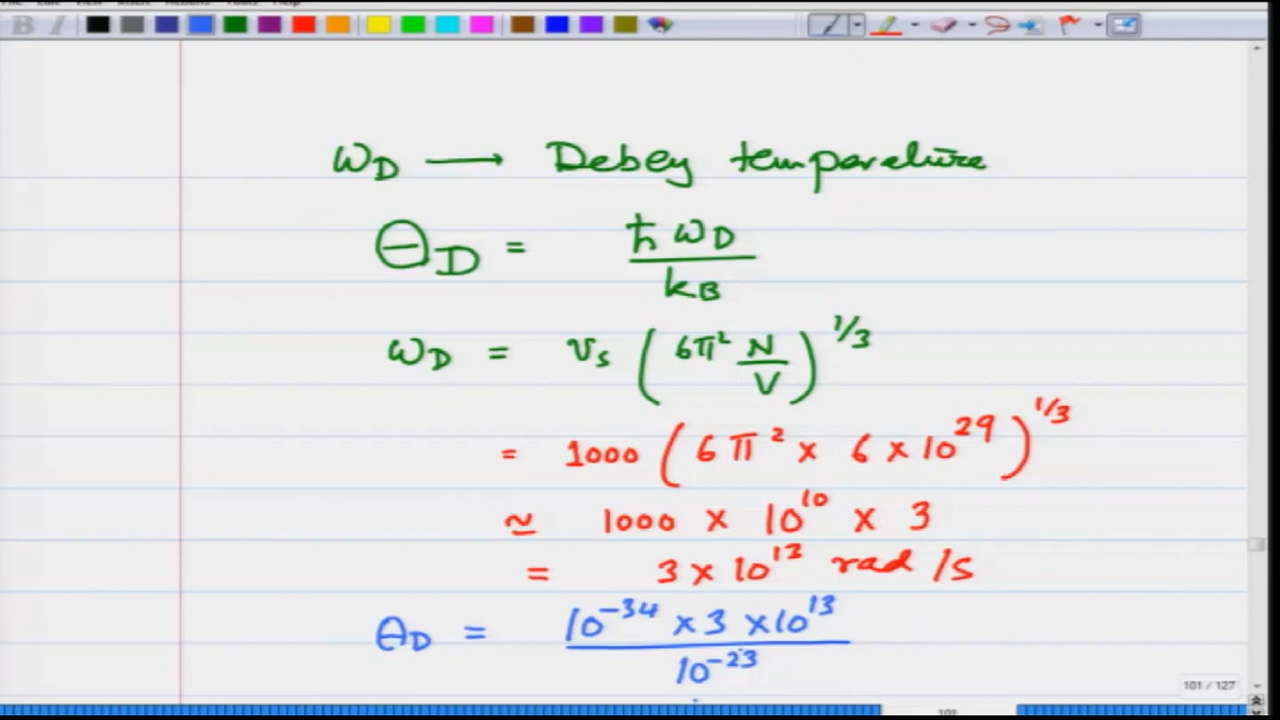 ω_D → Debey temperature
Θ_D = ħ ω_D / k_B
ω_D = v_s ( 6π² N/V )^1/3
= 1000 ( 6π² × 6 × 10^29 )^1/3
≃ 1000 × 10^10 × 3
= 3 × 10^13 rad /s
θ_D = 10^-34 × 3 × 10^13 / 10^-23
101 / 127